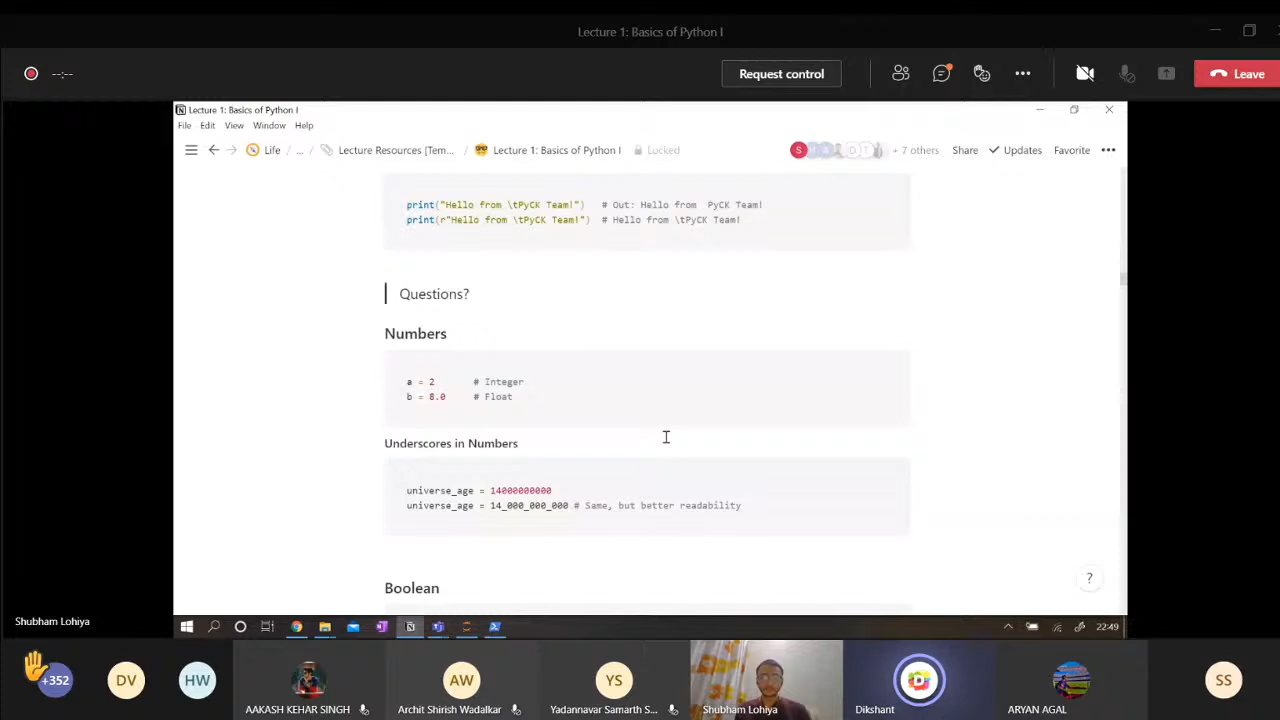 Lecture 1: Basics of Python I
--:--
Request control
Leave
Lecture 1: Basics of Python I
File Edit View Window Help
Life / ... / Lecture Resources [Tem... / Lecture 1: Basics of Python I Locked
S D T + 7 others Share Updates Favorite
print("Hello from \tPyCK Team!") # Out: Hello from PyCK Team!
print(r"Hello from \tPyCK Team!") # Hello from \tPyCK Team!
Questions?
Numbers
a = 2 # Integer
b = 8.0 # Float
Underscores in Numbers
universe_age = 14000000000
universe_age = 14_000_000_000 # Same, but better readability
Boolean
?
Shubham Lohiya
22:49
+352
DV
HW
AAKASH KEHAR SINGH
AW
Archit Shirish Wadalkar
YS
Yadannavar Samarth S...
Shubham Lohiya
Dikshant
ARYAN AGAL
SS